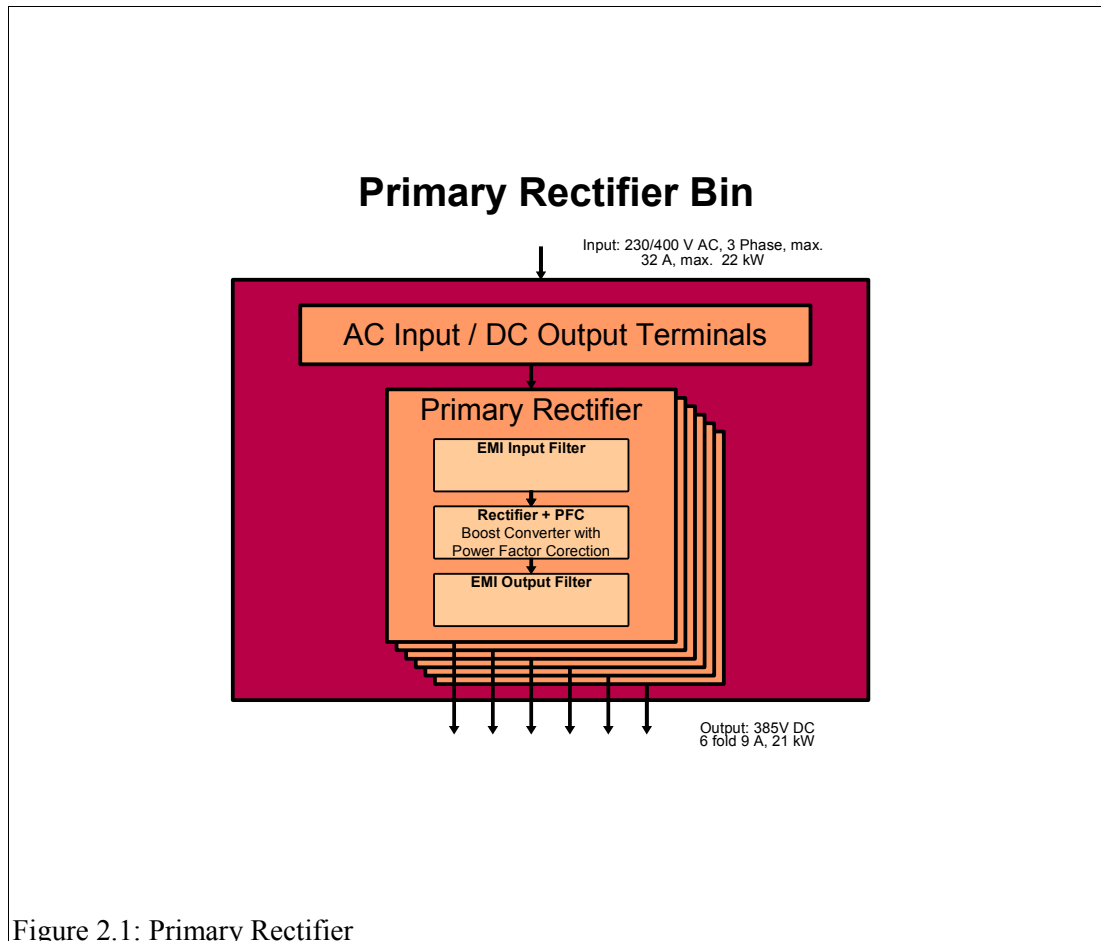 Primary Rectifier Bin
Input: 230/400 V AC, 3 Phase, max.
32 A, max. 22 kW
AC Input / DC Output Terminals
Primary Rectifier
EMI Input Filter
Rectifier + PFC
Boost Converter with
Power Factor Corection
EMI Output Filter
Output: 385V DC
6 fold 9 A, 21 kW
Figure 2.1: Primary Rectifier